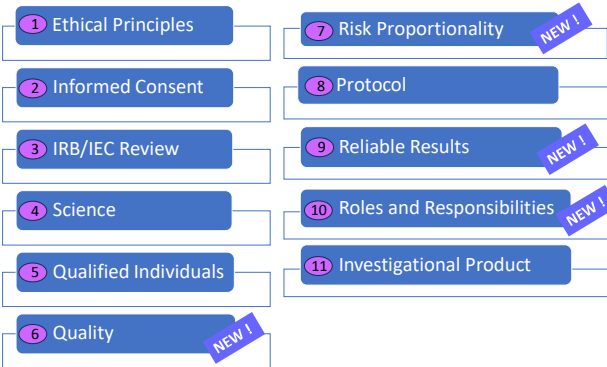 1 Ethical Principles
2 Informed Consent
3 IRB/IEC Review
4 Science
5 Qualified Individuals
6 Quality
NEW !
7 Risk Proportionality
NEW !
8 Protocol
9 Reliable Results
NEW !
10 Roles and Responsibilities
NEW !
11 Investigational Product